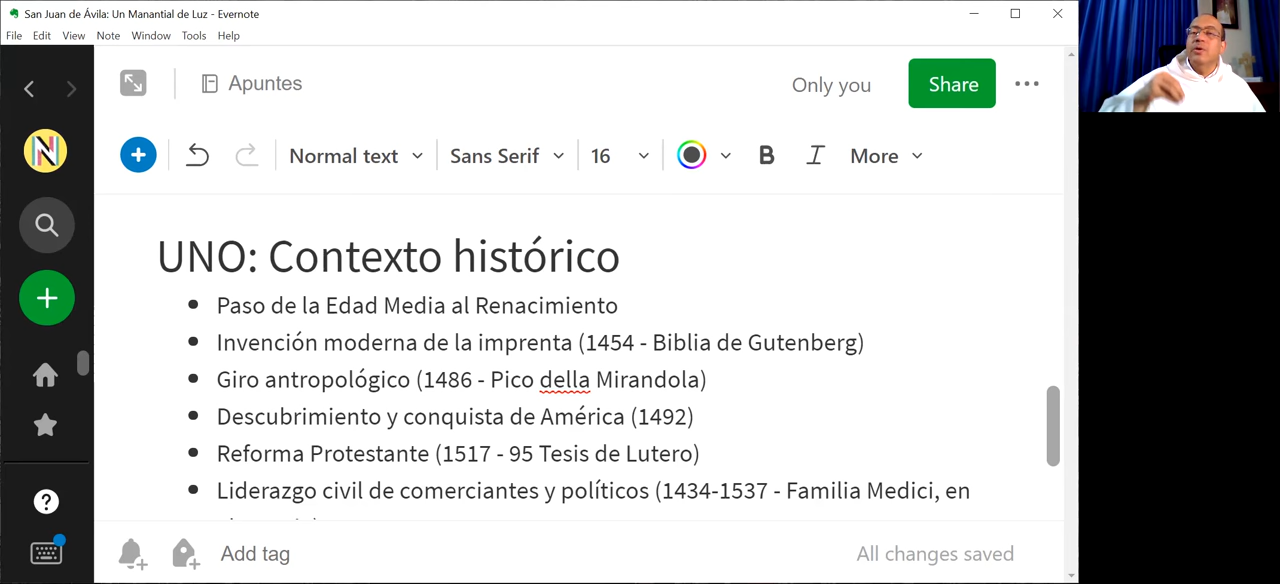 San Juan de Ávila: Un Manantial de Luz - Evernote
File Edit View Note Window Tools Help
Apuntes
Only you
Share
Normal text
Sans Serif
16
B
I
More
UNO: Contexto histórico
Paso de la Edad Media al Renacimiento
Invención moderna de la imprenta (1454 - Biblia de Gutenberg)
Giro antropológico (1486 - Pico della Mirandola)
Descubrimiento y conquista de América (1492)
Reforma Protestante (1517 - 95 Tesis de Lutero)
Liderazgo civil de comerciantes y políticos (1434-1537 - Familia Medici, en
Add tag
All changes saved